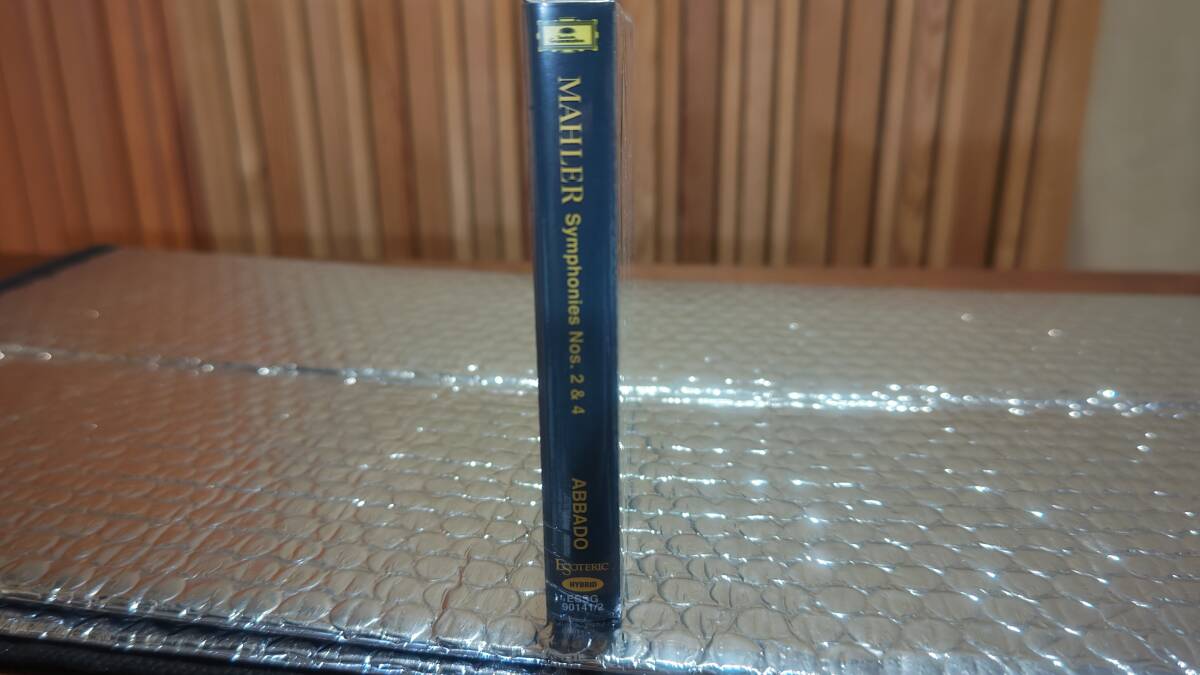 MAHLER Symphonies Nos. 2 & 4
ABBADO
ESOTERIC
HYBRID
ESSG
90141/2